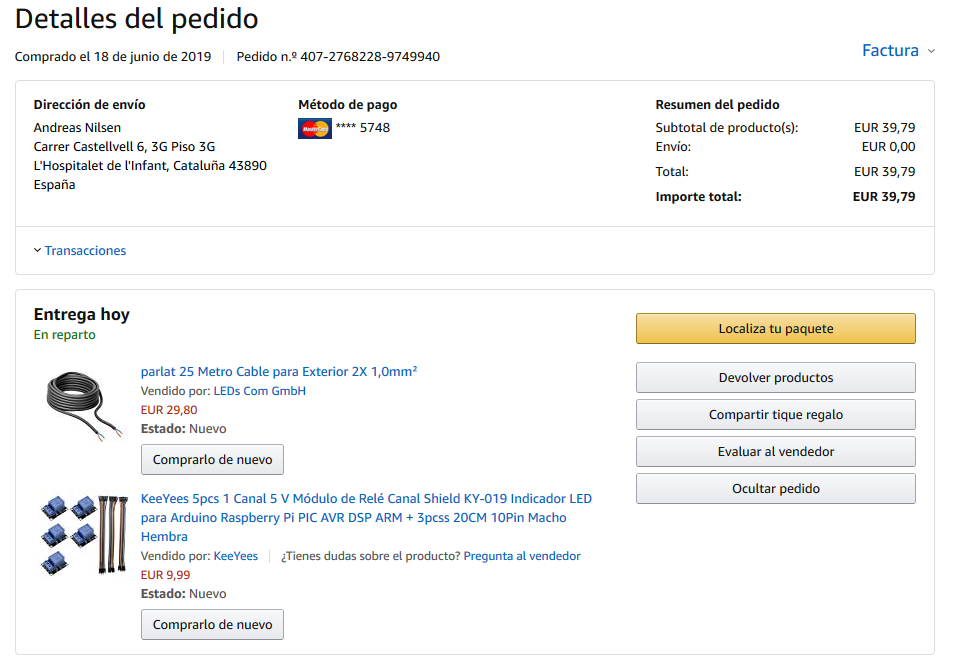 Detalles del pedido
Comprado el 18 de junio de 2019 Pedido n.º 407-2768228-9749940
Factura
Dirección de envío
Andreas Nilsen
Carrer Castellvell 6, 3G Piso 3G
L'Hospitalet de l'Infant, Cataluña 43890
España
Método de pago
MasterCard **** 5748
Resumen del pedido
Subtotal de producto(s): EUR 39,79
Envío: EUR 0,00
Total: EUR 39,79
Importe total: EUR 39,79
Transacciones
Entrega hoy
En reparto
parlat 25 Metro Cable para Exterior 2X 1,0mm²
Vendido por: LEDs Com GmbH
EUR 29,80
Estado: Nuevo
Comprarlo de nuevo
KeeYees 5pcs 1 Canal 5 V Módulo de Relé Canal Shield KY-019 Indicador LED
para Arduino Raspberry Pi PIC AVR DSP ARM + 3pcss 20CM 10Pin Macho
Hembra
Vendido por: KeeYees ¿Tienes dudas sobre el producto? Pregunta al vendedor
EUR 9,99
Estado: Nuevo
Comprarlo de nuevo
Localiza tu paquete
Devolver productos
Compartir tique regalo
Evaluar al vendedor
Ocultar pedido